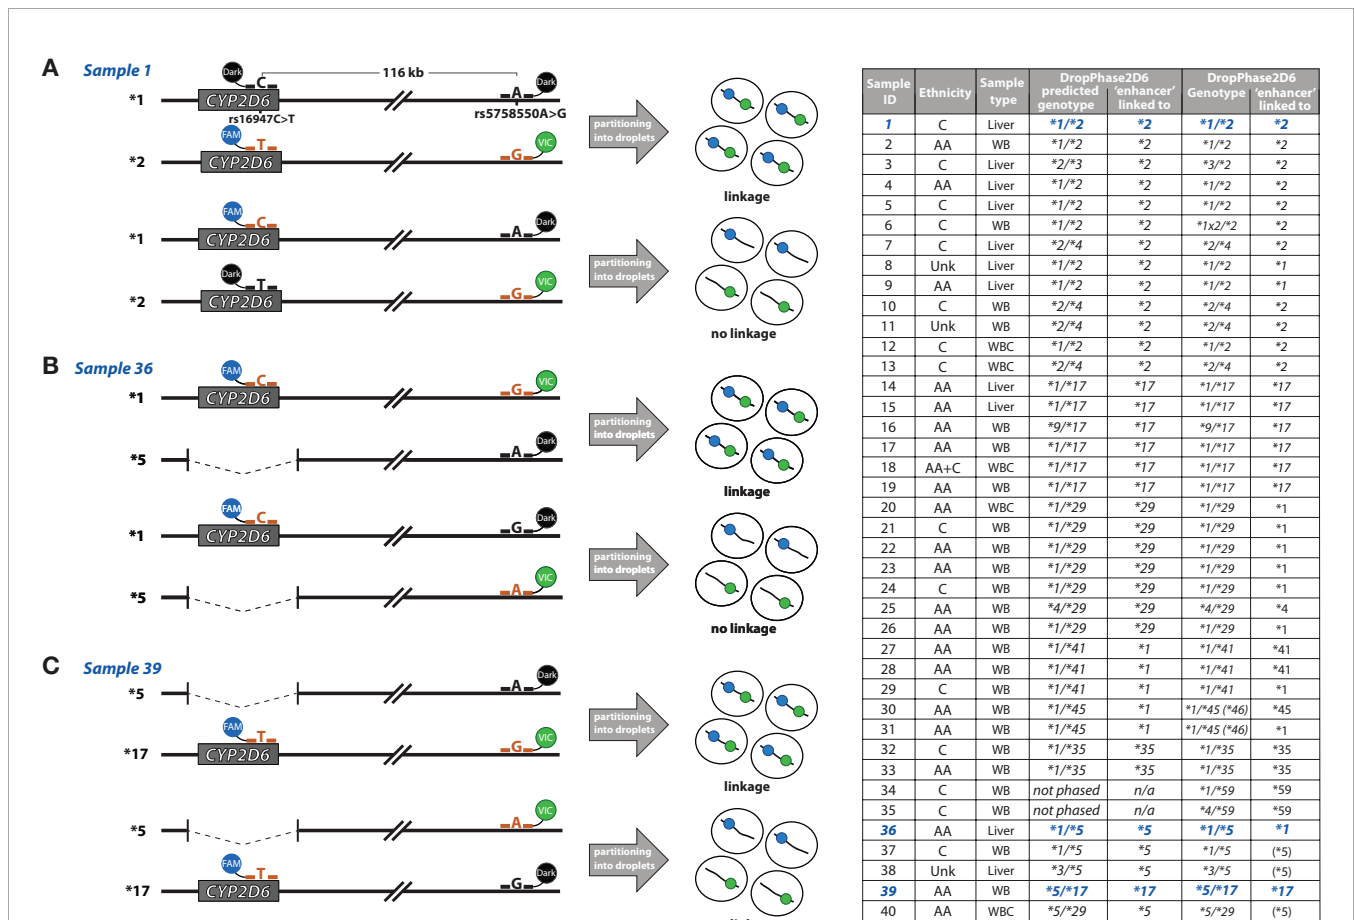 A Sample 1
Dark C 116 kb A Dark
*1 CYP2D6
rs16947C>T rs5758550A>G
FAM T G VIC
*2 CYP2D6
partitioning
into droplets
linkage
FAM C A Dark
*1 CYP2D6
Dark T G VIC
*2 CYP2D6
partitioning
into droplets
no linkage
B Sample 36
FAM C G VIC
*1 CYP2D6
A Dark
*5
partitioning
into droplets
linkage
FAM C G Dark
*1 CYP2D6
A VIC
*5
partitioning
into droplets
no linkage
C Sample 39
A Dark
*5
FAM T G VIC
*17 CYP2D6
partitioning
into droplets
linkage
A VIC
*5
FAM T G Dark
*17 CYP2D6
partitioning
into droplets
Sample ID Ethnicity Sample type DropPhase2D6 predicted genotype 'enhancer' linked to DropPhase2D6 Genotype 'enhancer' linked to
1 C Liver *1/*2 *2 *1/*2 *2
2 AA WB *1/*2 *2 *1/*2 *2
3 C Liver *2/*3 *2 *3/*2 *2
4 AA Liver *1/*2 *2 *1/*2 *2
5 C Liver *1/*2 *2 *1/*2 *2
6 C WB *1/*2 *2 *1x2/*2 *2
7 C Liver *2/*4 *2 *2/*4 *2
8 Unk Liver *1/*2 *2 *1/*2 *1
9 AA Liver *1/*2 *2 *1/*2 *1
10 C WB *2/*4 *2 *2/*4 *2
11 Unk WB *2/*4 *2 *2/*4 *2
12 C WBC *1/*2 *2 *1/*2 *2
13 C WBC *2/*4 *2 *2/*4 *2
14 AA Liver *1/*17 *17 *1/*17 *17
15 AA Liver *1/*17 *17 *1/*17 *17
16 AA WB *9/*17 *17 *9/*17 *17
17 AA WB *1/*17 *17 *1/*17 *17
18 AA+C WBC *1/*17 *17 *1/*17 *17
19 AA WB *1/*17 *17 *1/*17 *17
20 AA WBC *1/*29 *29 *1/*29 *1
21 C WB *1/*29 *29 *1/*29 *1
22 AA WB *1/*29 *29 *1/*29 *1
23 AA WB *1/*29 *29 *1/*29 *1
24 C WB *1/*29 *29 *1/*29 *1
25 AA WB *4/*29 *29 *4/*29 *4
26 AA WB *1/*29 *29 *1/*29 *1
27 AA WB *1/*41 *1 *1/*41 *41
28 AA WB *1/*41 *1 *1/*41 *41
29 C WB *1/*41 *1 *1/*41 *1
30 AA WB *1/*45 *1 *1/*45 (*46) *45
31 AA WB *1/*45 *1 *1/*45 (*46) *1
32 C WB *1/*35 *35 *1/*35 *35
33 AA WB *1/*35 *35 *1/*35 *35
34 C WB not phased n/a *1/*59 *59
35 C WB not phased n/a *4/*59 *59
36 AA Liver *1/*5 *5 *1/*5 *1
37 C WB *1/*5 *5 *1/*5 (*5)
38 Unk Liver *3/*5 *5 *3/*5 (*5)
39 AA WB *5/*17 *17 *5/*17 *17
40 AA WBC *5/*29 *5 *5/*29 (*5)